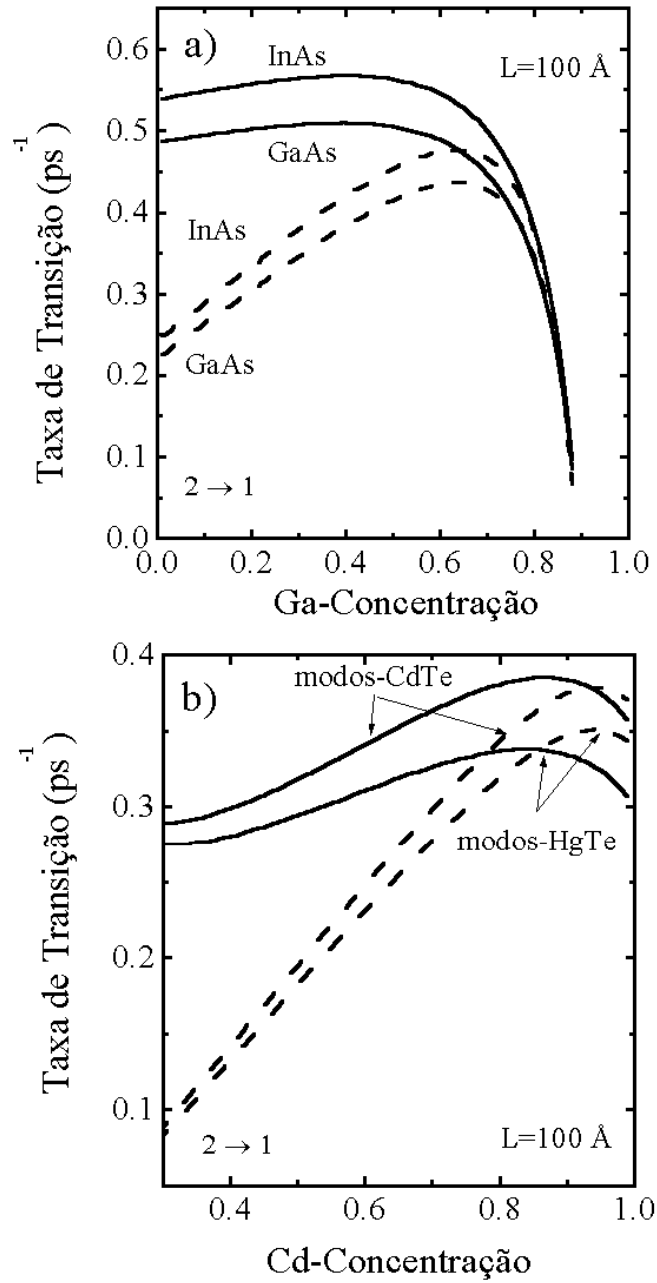 a)
InAs
L=100 Å
GaAs
InAs
GaAs
2 → 1
Taxa de Transição (ps⁻¹)
0.6
0.5
0.4
0.3
0.2
0.1
0.0
0.0 0.2 0.4 0.6 0.8 1.0
Ga-Concentração
b)
modos-CdTe
modos-HgTe
2 → 1
L=100 Å
Taxa de Transição (ps⁻¹)
0.4
0.3
0.2
0.1
0.4 0.6 0.8 1.0
Cd-Concentração